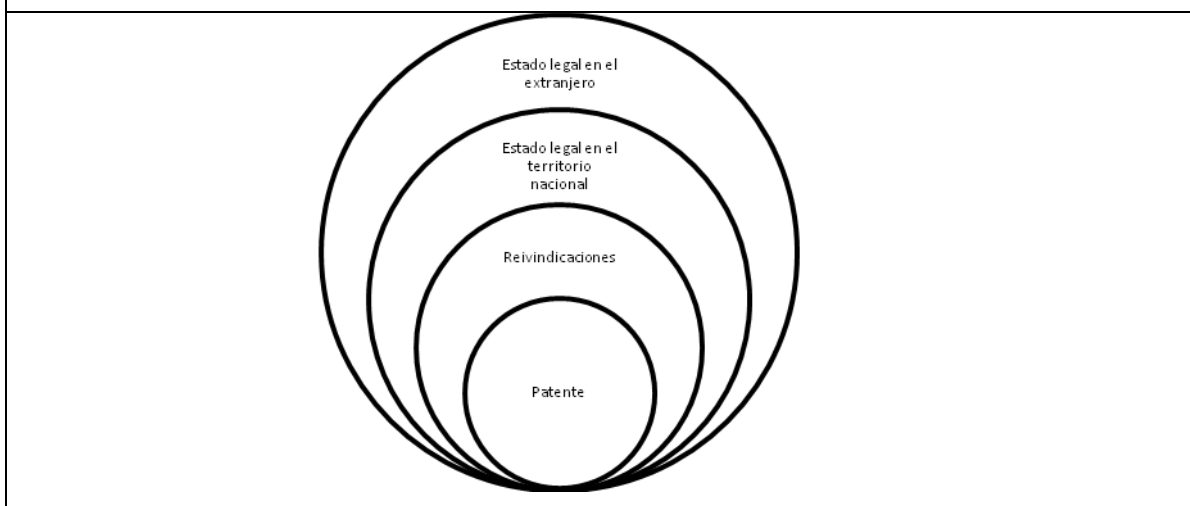 Estado legal en el
extranjero
Estado legal en el
territorio
nacional
Reivindicaciones
Patente